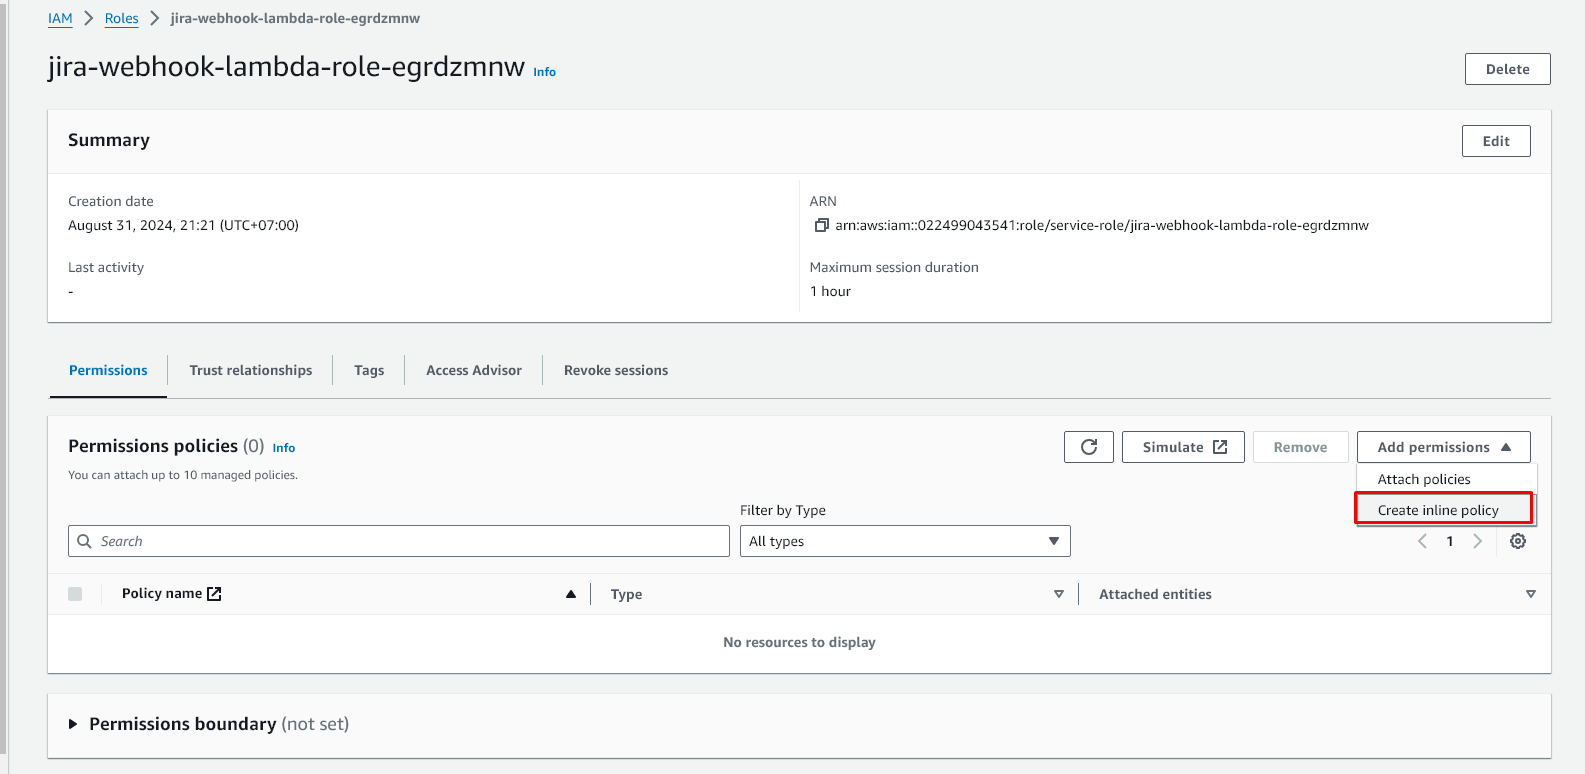 IAM > Roles > jira-webhook-lambda-role-egrdzmnw
jira-webhook-lambda-role-egrdzmnw Info
Delete
Summary
Edit
Creation date
August 31, 2024, 21:21 (UTC+07:00)
ARN
arn:aws:iam::022499043541:role/service-role/jira-webhook-lambda-role-egrdzmnw
Last activity
-
Maximum session duration
1 hour
Permissions
Trust relationships
Tags
Access Advisor
Revoke sessions
Permissions policies (0) Info
You can attach up to 10 managed policies.
Simulate
Remove
Add permissions
Attach policies
Create inline policy
Filter by Type
Search
All types
1
Policy name
Type
Attached entities
No resources to display
Permissions boundary (not set)